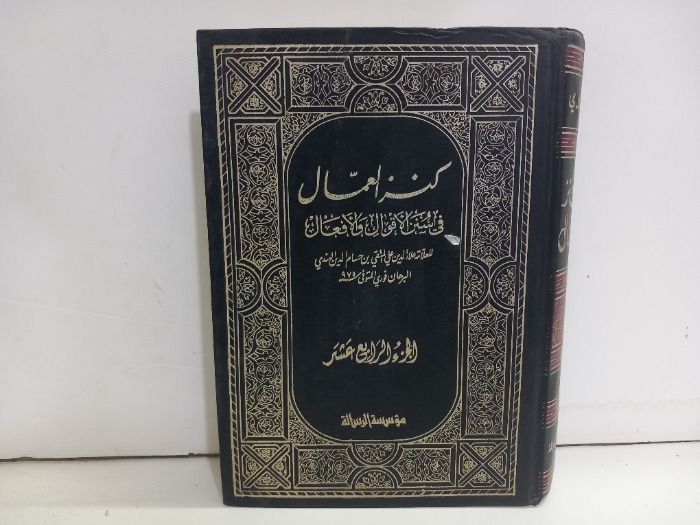 كنز العمال
في سنن الأقوال والأفعال
للعلامة علاء الدين علي المتقي بن حسام الدين الهندي
البرهان فوري المتوفى ٩٧٥
الجزء الرابع عشر
مؤسسة الرسالة